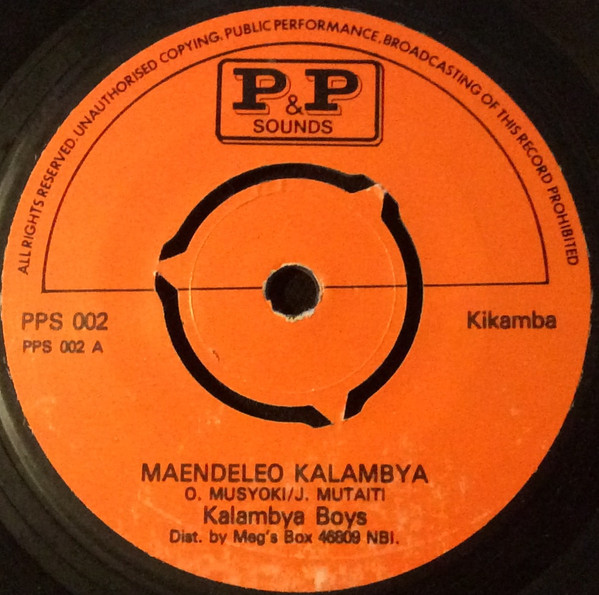 ALL RIGHTS RESERVED. UNAUTHORISED COPYING, PUBLIC PERFORMANCE, BROADCASTING OF THIS RECORD PROHIBITED
P&P
SOUNDS
PPS 002
Kikamba
PPS 002 A
MAENDELEO KALAMBYA
O. MUSYOKI/J. MUTAITI
Kalambya Boys
Dist. by Meg's Box 46809 NBI.